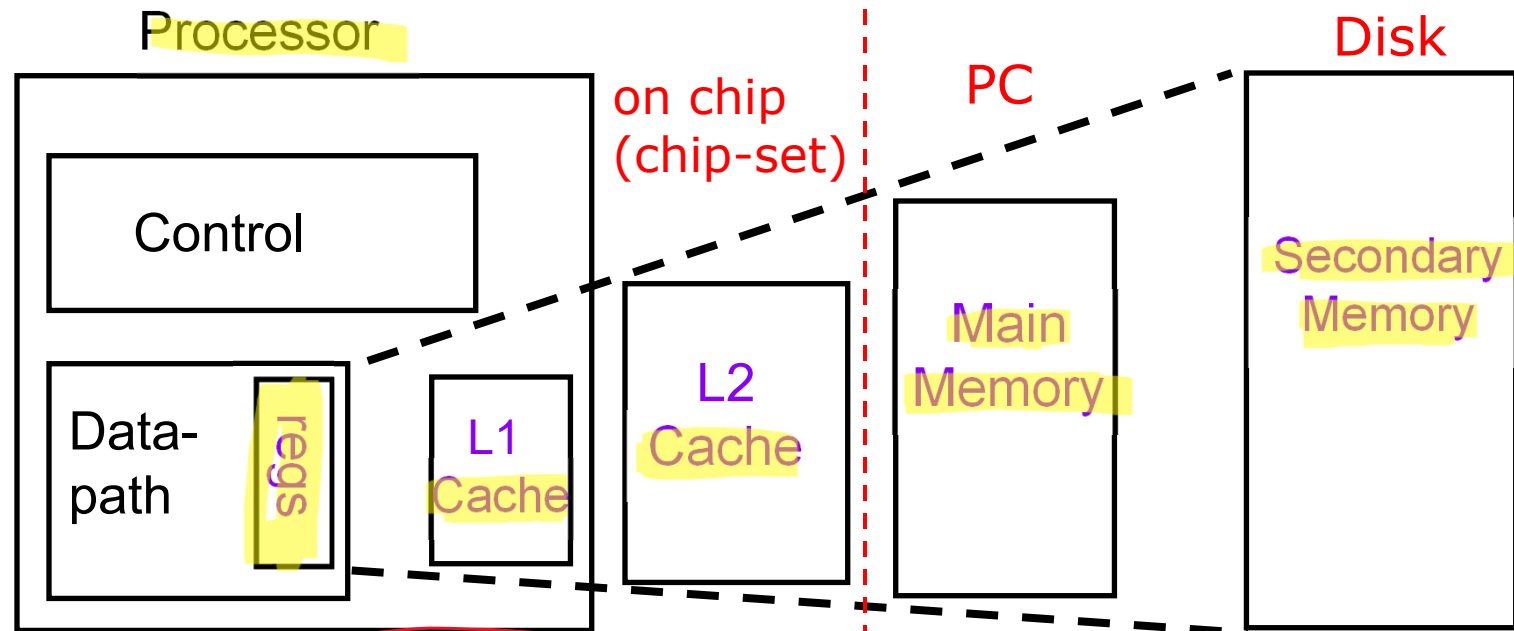 Processor
Disk
PC
on chip
(chip-set)
Control
Secondary
Memory
Main
Memory
L2
Cache
L1
Cache
Data-
path
regs